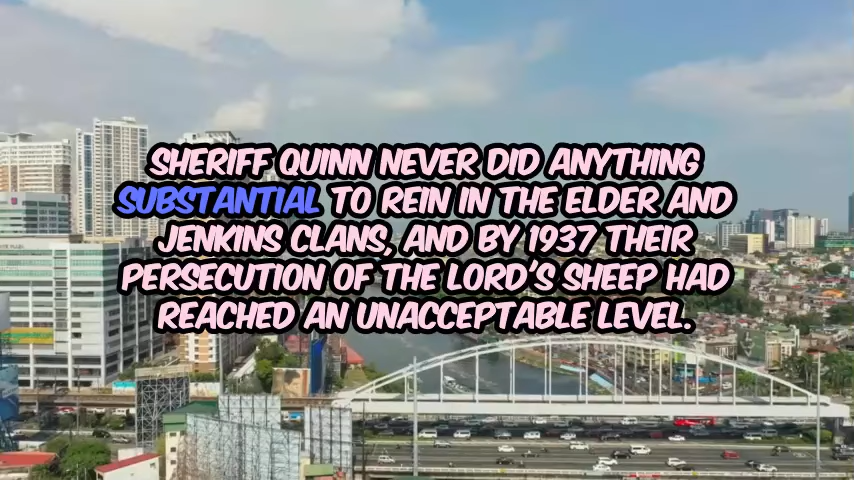 SHERIFF QUINN NEVER DID ANYTHING
SUBSTANTIAL TO REIN IN THE ELDER AND
JENKINS CLANS, AND BY 1937 THEIR
PERSECUTION OF THE LORD'S SHEEP HAD
REACHED AN UNACCEPTABLE LEVEL.